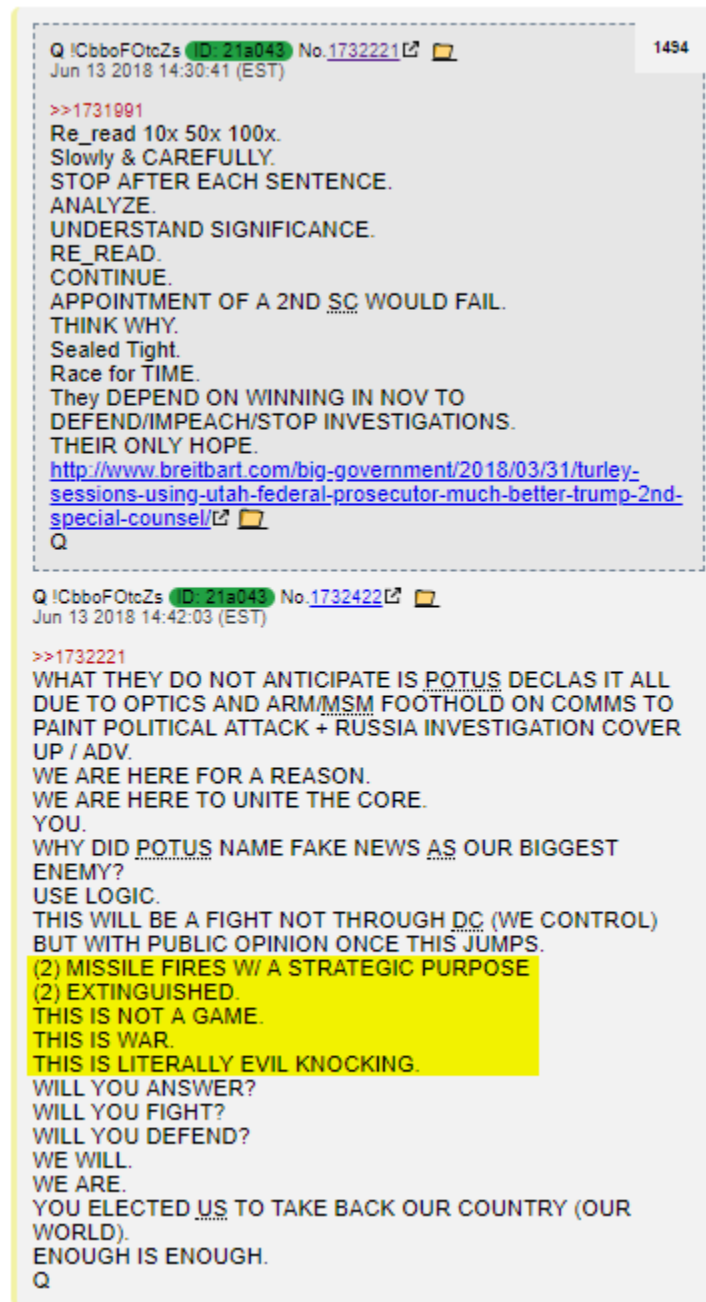 Q !CbboFOtcZs ID: 21a043 No.1732221
1494
Jun 13 2018 14:30:41 (EST)
>>1731991
Re_read 10x 50x 100x.
Slowly & CAREFULLY.
STOP AFTER EACH SENTENCE.
ANALYZE.
UNDERSTAND SIGNIFICANCE.
RE_READ.
CONTINUE.
APPOINTMENT OF A 2ND SC WOULD FAIL.
THINK WHY.
Sealed Tight.
Race for TIME.
They DEPEND ON WINNING IN NOV TO
DEFEND/IMPEACH/STOP INVESTIGATIONS.
THEIR ONLY HOPE.
http://www.breitbart.com/big-government/2018/03/31/turley-
sessions-using-utah-federal-prosecutor-much-better-trump-2nd-
special-counsel/
Q
Q !CbboFOtcZs ID: 21a043 No.1732422
Jun 13 2018 14:42:03 (EST)
>>1732221
WHAT THEY DO NOT ANTICIPATE IS POTUS DECLAS IT ALL
DUE TO OPTICS AND ARM/MSM FOOTHOLD ON COMMS TO
PAINT POLITICAL ATTACK + RUSSIA INVESTIGATION COVER
UP / ADV.
WE ARE HERE FOR A REASON.
WE ARE HERE TO UNITE THE CORE.
YOU.
WHY DID POTUS NAME FAKE NEWS AS OUR BIGGEST
ENEMY?
USE LOGIC.
THIS WILL BE A FIGHT NOT THROUGH DC (WE CONTROL)
BUT WITH PUBLIC OPINION ONCE THIS JUMPS.
(2) MISSILE FIRES W/ A STRATEGIC PURPOSE
(2) EXTINGUISHED.
THIS IS NOT A GAME.
THIS IS WAR.
THIS IS LITERALLY EVIL KNOCKING.
WILL YOU ANSWER?
WILL YOU FIGHT?
WILL YOU DEFEND?
WE WILL.
WE ARE.
YOU ELECTED US TO TAKE BACK OUR COUNTRY (OUR
WORLD).
ENOUGH IS ENOUGH.
Q